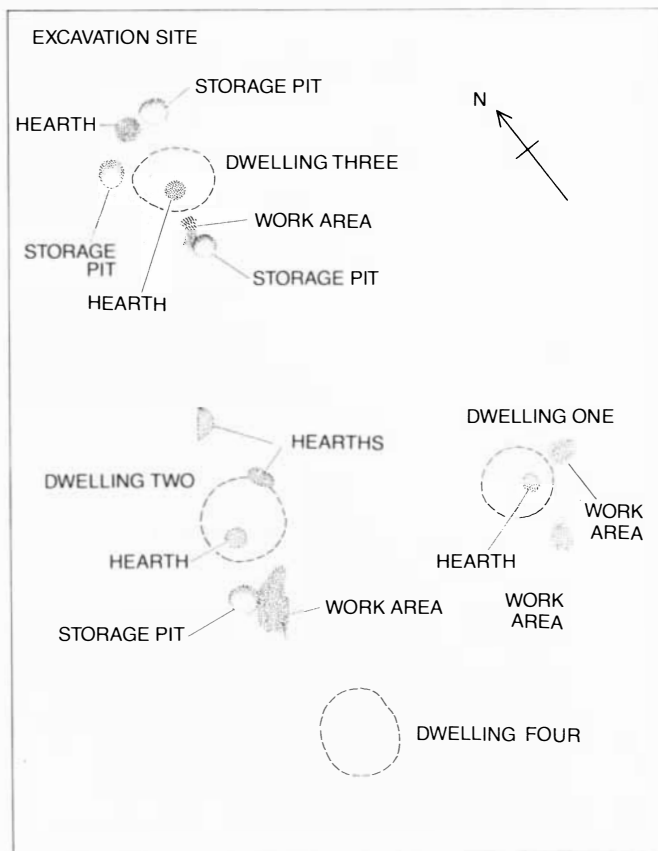 EXCAVATION SITE
STORAGE PIT
HEARTH
N
DWELLING THREE
WORK AREA
STORAGE
PIT
STORAGE PIT
HEARTH
HEARTHS
DWELLING ONE
DWELLING TWO
WORK
AREA
HEARTH
HEARTH
WORK
AREA
WORK AREA
STORAGE PIT
DWELLING FOUR